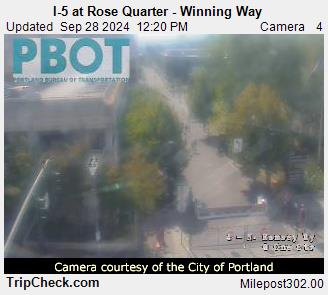 I-5 at Rose Quarter - Winning Way
Updated Sep 28 2024 12:20 PM Camera 4
PBOT
PORTLAND BUREAU OF TRANSPORTATION
Camera courtesy of the City of Portland
TripCheck.com Milepost302.00